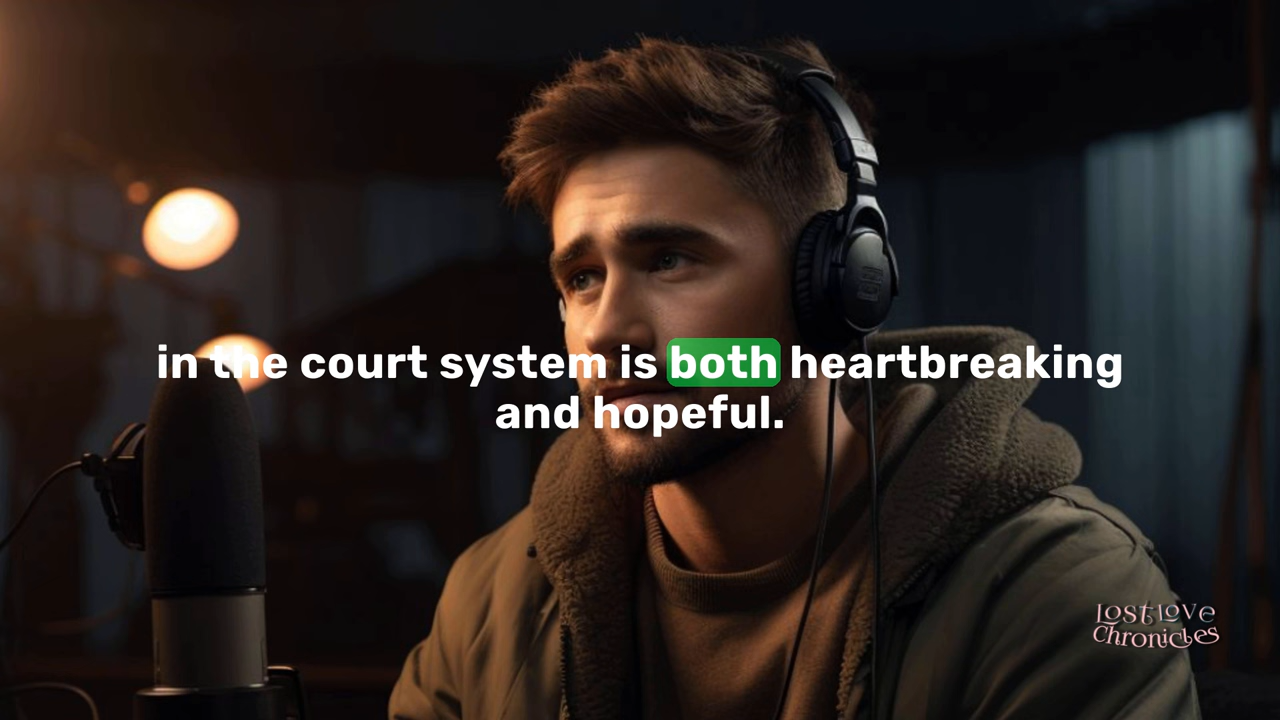 in the court system is both heartbreaking
and hopeful.
Lost Love
Chronicles